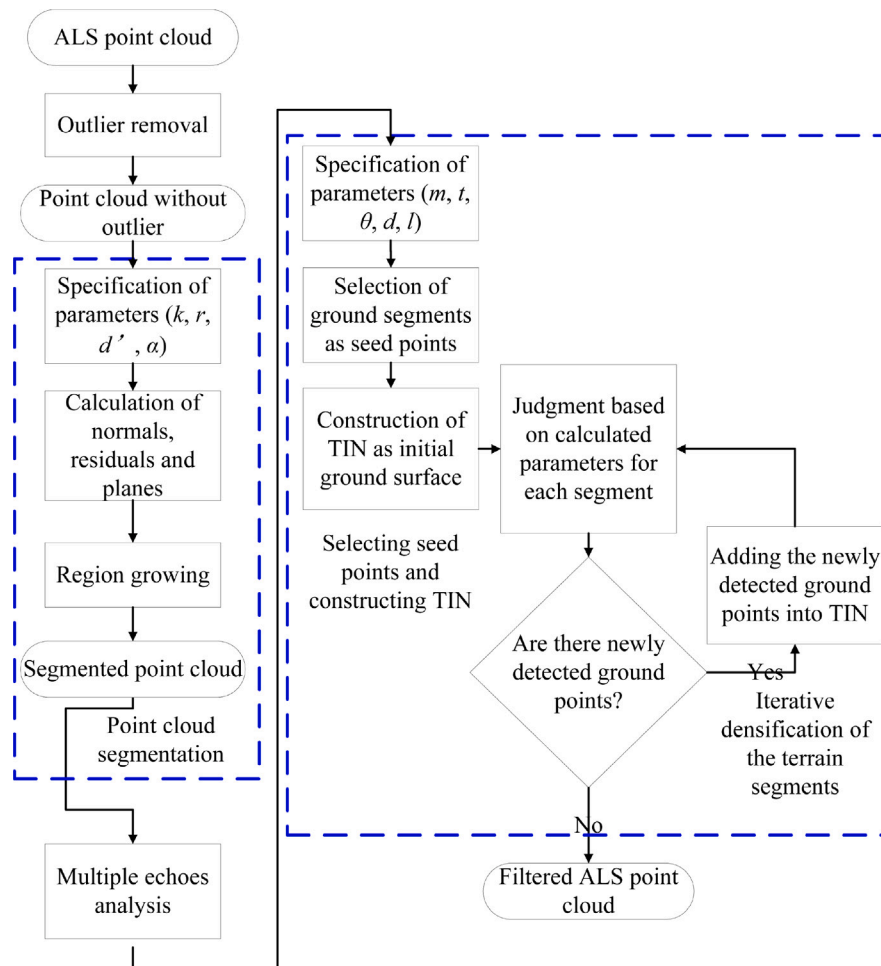 ALS point cloud
Outlier removal
Point cloud without
outlier
Specification of
parameters (k, r,
d ’ , α)
Calculation of
normals,
residuals and
planes
Region growing
Segmented point cloud
Point cloud
segmentation
Multiple echoes
analysis
Specification of
parameters (m, t,
θ, d, l)
Selection of
ground segments
as seed points
Construction of
TIN as initial
ground surface
Selecting seed
points and
constructing TIN
Judgment based
on calculated
parameters for
each segment
Are there newly
detected ground
points?
Yes
Adding the newly
detected ground
points into TIN
Iterative
densification of
the terrain
segments
No
Filtered ALS point
cloud